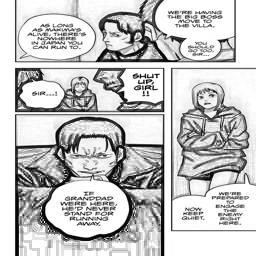 WE'RE HAVING
THE BIG BOSS
MOVE TO
THE VILLA.
YOU
SHOULD
GO TOO,
SIR...
AS LONG
AS MAKIMA'S
ALIVE, THERE'S
NOWHERE
IN JAPAN YOU
CAN RUN TO.
SHUT
UP,
GIRL
!!
SIR...!
WE'RE
PREPARED
TO
ENGAGE
THE
ENEMY
RIGHT
HERE.
NOW
KEEP
QUIET.
IF
GRANDDAD
WERE HERE,
HE'D NEVER
STAND FOR
RUNNING
AWAY.